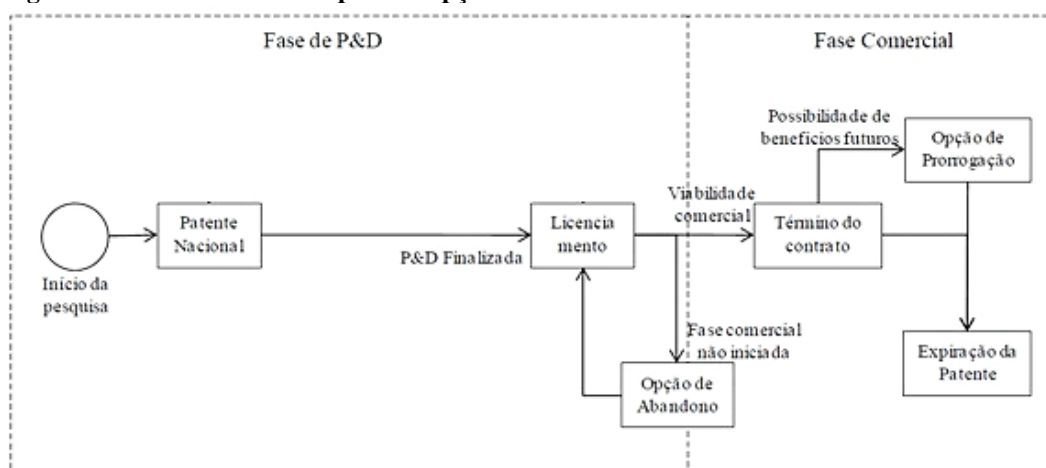 Fase de P&D
Fase Comercial
Possibilidade de
benefícios futuros
Opção de
Prorrogação
Patente
Nacional
Licencia
mento
Viabilidade
comercial
Término do
contrato
P&D Finalizada
Início da
pesquisa
Fase comercial
não iniciada
Opção de
Abandono
Expiração da
Patente